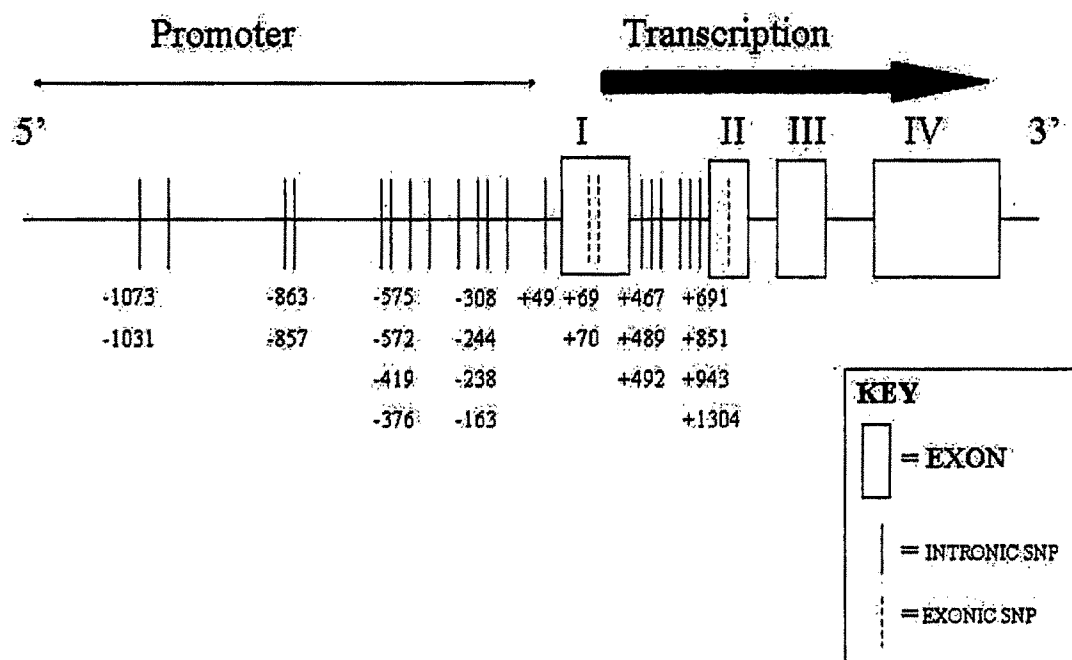 Promoter Transcription
5' I II III IV 3'
-1073 -863 -575 -308 +49 +69 +467 +691
-1031 -857 -572 -244 +70 +489 +851
-419 -238 +492 +943
-376 -163 +1304
KEY
= EXON
= INTRONIC SNP
= EXONIC SNP